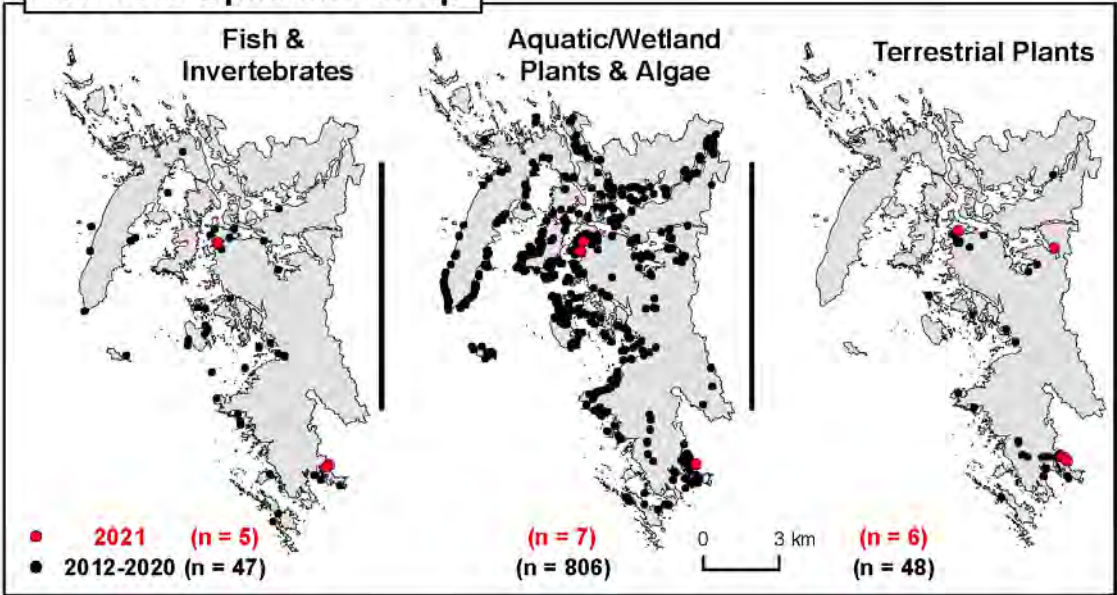 Fish &
Invertebrates
Aquatic/Wetland
Plants & Algae
Terrestrial Plants
2021 (n = 5)
2012-2020 (n = 47)
(n = 7)
(n = 806)
0 3 km
(n = 6)
(n = 48)